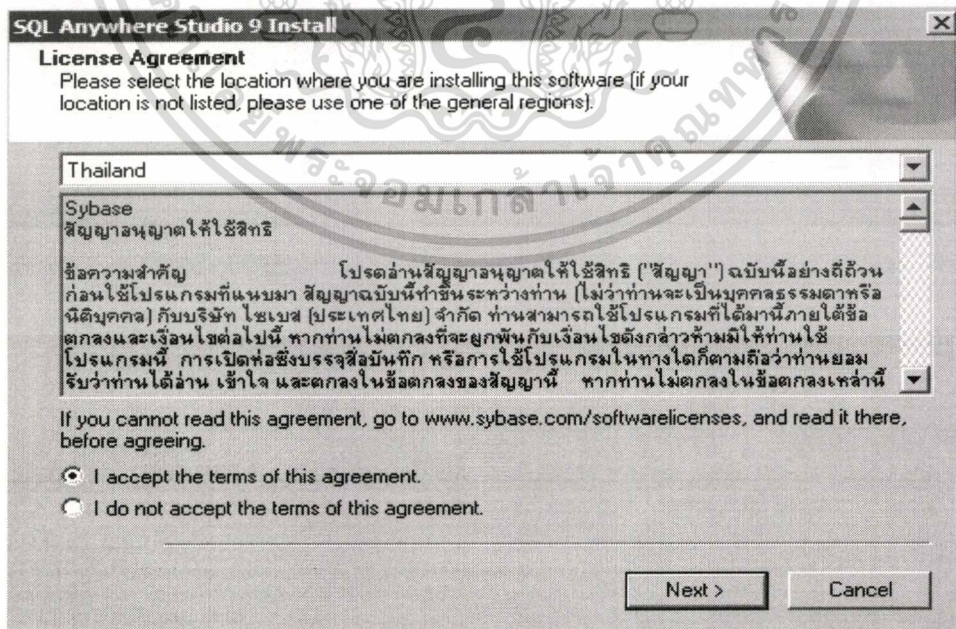 SQL Anywhere Studio 9 Install
License Agreement
Please select the location where you are installing this software (if your
location is not listed, please use one of the general regions).
Thailand
Sybase
สัญญาอนุญาตให้ใช้สิทธิ
ข้อความสำคัญ โปรดอ่านสัญญาอนุญาตให้ใช้สิทธิ ("สัญญา") ฉบับนี้อย่างถี่ถ้วน
ก่อนใช้โปรแกรมที่แนบมา สัญญาฉบับนี้ทำขึ้นระหว่างท่าน (ไม่ว่าท่านจะเป็นบุคคลธรรมดาหรือ
นิติบุคคล) กับบริษัท ไซเบส (ประเทศไทย) จำกัด ท่านสามารถใช้โปรแกรมที่ได้มานี้ภายใต้ข้อ
ตกลงและเงื่อนไขต่อไปนี้ หากท่านไม่ตกลงที่จะผูกพันกับเงื่อนไขดังกล่าวห้ามมิให้ท่านใช้
โปรแกรมนี้ การเปิดห่อซึ่งบรรจุสื่อบันทึก หรือการใช้โปรแกรมในทางใดก็ตามถือว่าท่านยอม
รับว่าท่านได้อ่าน เข้าใจ และตกลงในข้อตกลงของสัญญานี้ หากท่านไม่ตกลงในข้อตกลงเหล่านี้
If you cannot read this agreement, go to www.sybase.com/softwarelicenses, and read it there,
before agreeing.
I accept the terms of this agreement.
I do not accept the terms of this agreement.
Next >
Cancel
พระจอมเกล้าเจ้าคุณทหาร